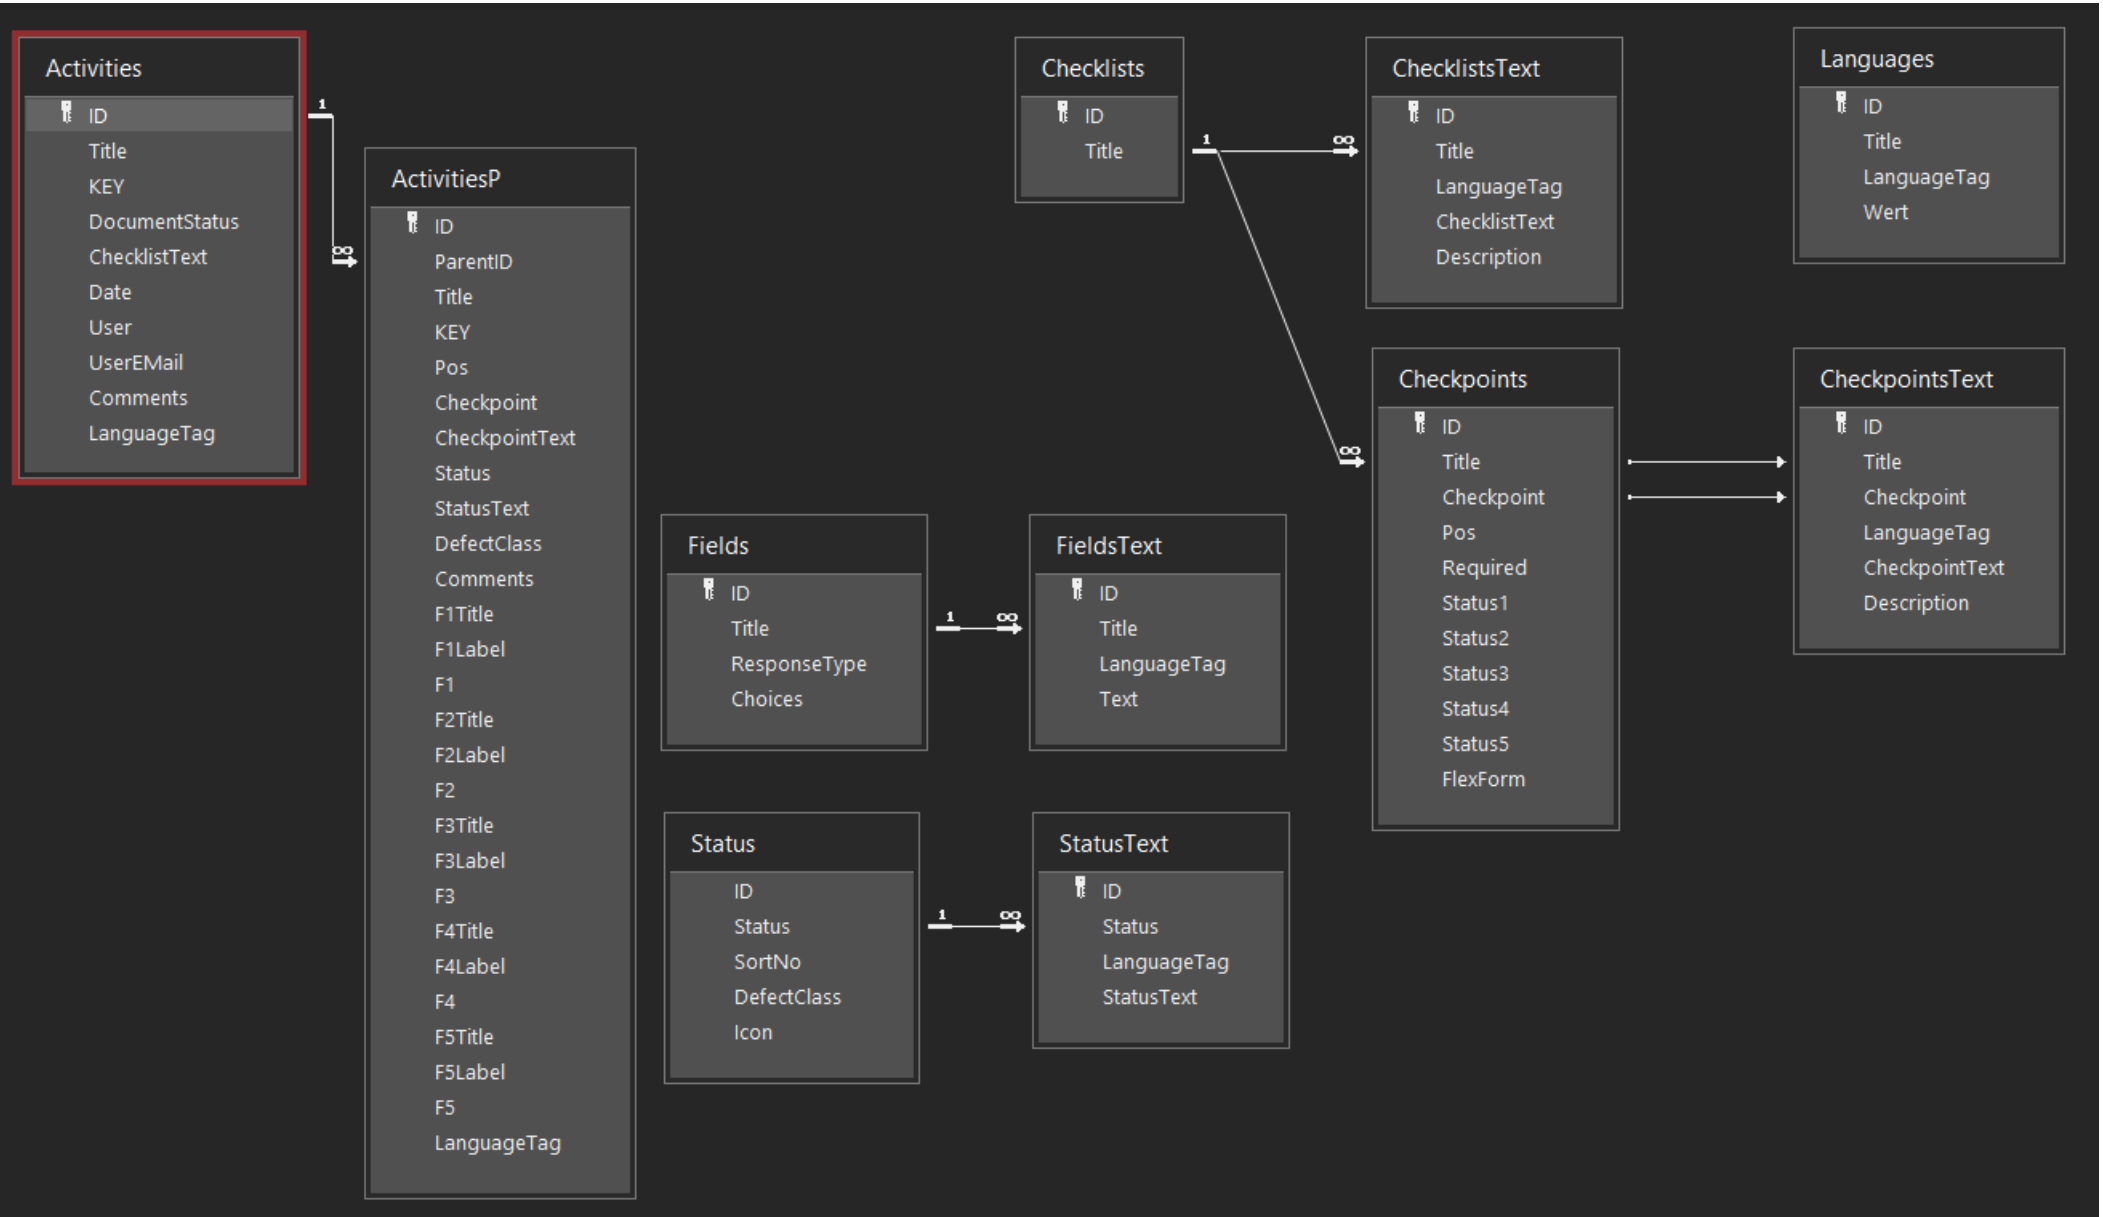 Activities
ID
Title
KEY
DocumentStatus
ChecklistText
Date
User
UserEMail
Comments
LanguageTag
1
∞
ActivitiesP
ID
ParentID
Title
KEY
Pos
Checkpoint
CheckpointText
Status
StatusText
DefectClass
Comments
F1Title
F1Label
F1
F2Title
F2Label
F2
F3Title
F3Label
F3
F4Title
F4Label
F4
F5Title
F5Label
F5
LanguageTag
Fields
ID
Title
ResponseType
Choices
1
∞
FieldsText
ID
Title
LanguageTag
Text
Status
ID
Status
SortNo
DefectClass
Icon
1
∞
StatusText
ID
Status
LanguageTag
StatusText
Checklists
ID
Title
1
∞
∞
ChecklistsText
ID
Title
LanguageTag
ChecklistText
Description
Checkpoints
ID
Title
Checkpoint
Pos
Required
Status1
Status2
Status3
Status4
Status5
FlexForm
Languages
ID
Title
LanguageTag
Wert
CheckpointsText
ID
Title
Checkpoint
LanguageTag
CheckpointText
Description